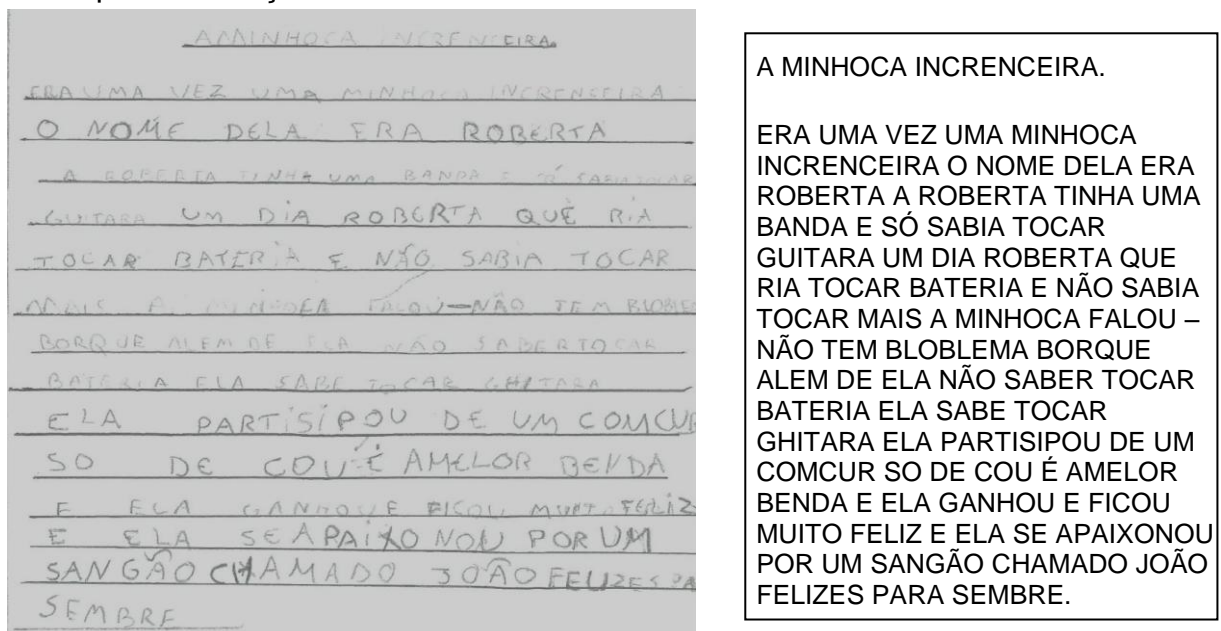 AMINHOCA INCRENCEIRA
ERA UMA VEZ UMA MINHOCA INCRENSEIRA
O NOME DELA ERA ROBERTA
A ROBERTA TINHA UMA BANDA E SÓ SABIA TOCAR
GUITARA UM DIA ROBERTA QUE RIA
TOCAR BATERIA E NÃO SABIA TOCAR
MAIS A MINHOCA FALOU—NÃO TEM BLOBLE
BORQUE ALEM DE ELA NÃO SABER TOCAR
BATERIA ELA SABE TOCAR GHITARA
ELA PARTISIPOU DE UM COMCUR
SO DE COU É AMELOR BENDA
E ELA GANHOU E FICOU MUITO FELIZ
E ELA SE APAIXO NOU POR UM
SANGÃO CHAMADO JOÃO FELIZES PA
SEMBRE
A MINHOCA INCRENCEIRA.
ERA UMA VEZ UMA MINHOCA
INCRENCEIRA O NOME DELA ERA
ROBERTA A ROBERTA TINHA UMA
BANDA E SÓ SABIA TOCAR
GUITARA UM DIA ROBERTA QUE
RIA TOCAR BATERIA E NÃO SABIA
TOCAR MAIS A MINHOCA FALOU –
NÃO TEM BLOBLEMA BORQUE
ALEM DE ELA NÃO SABER TOCAR
BATERIA ELA SABE TOCAR
GHITARA ELA PARTISIPOU DE UM
COMCUR SO DE COU É AMELOR
BENDA E ELA GANHOU E FICOU
MUITO FELIZ E ELA SE APAIXONOU
POR UM SANGÃO CHAMADO JOÃO
FELIZES PARA SEMBRE.